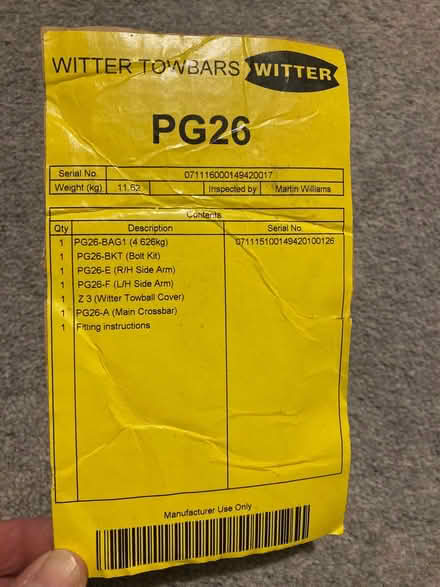 WITTER TOWBARS WITTER
PG26
Serial No. 071116000149420017
Weight (kg) 11.62 Inspected by Martin Williams
Contents
Qty Description Serial No.
1 PG26-BAG1 (4.626kg) 0711151001494201001​26
1 PG26-BKT (Bolt Kit)
1 PG26-E (R/H Side Arm)
1 PG26-F (L/H Side Arm)
1 Z 3 (Witter Towball Cover)
1 PG26-A (Main Crossbar)
1 Fitting instructions
Manufacturer Use Only